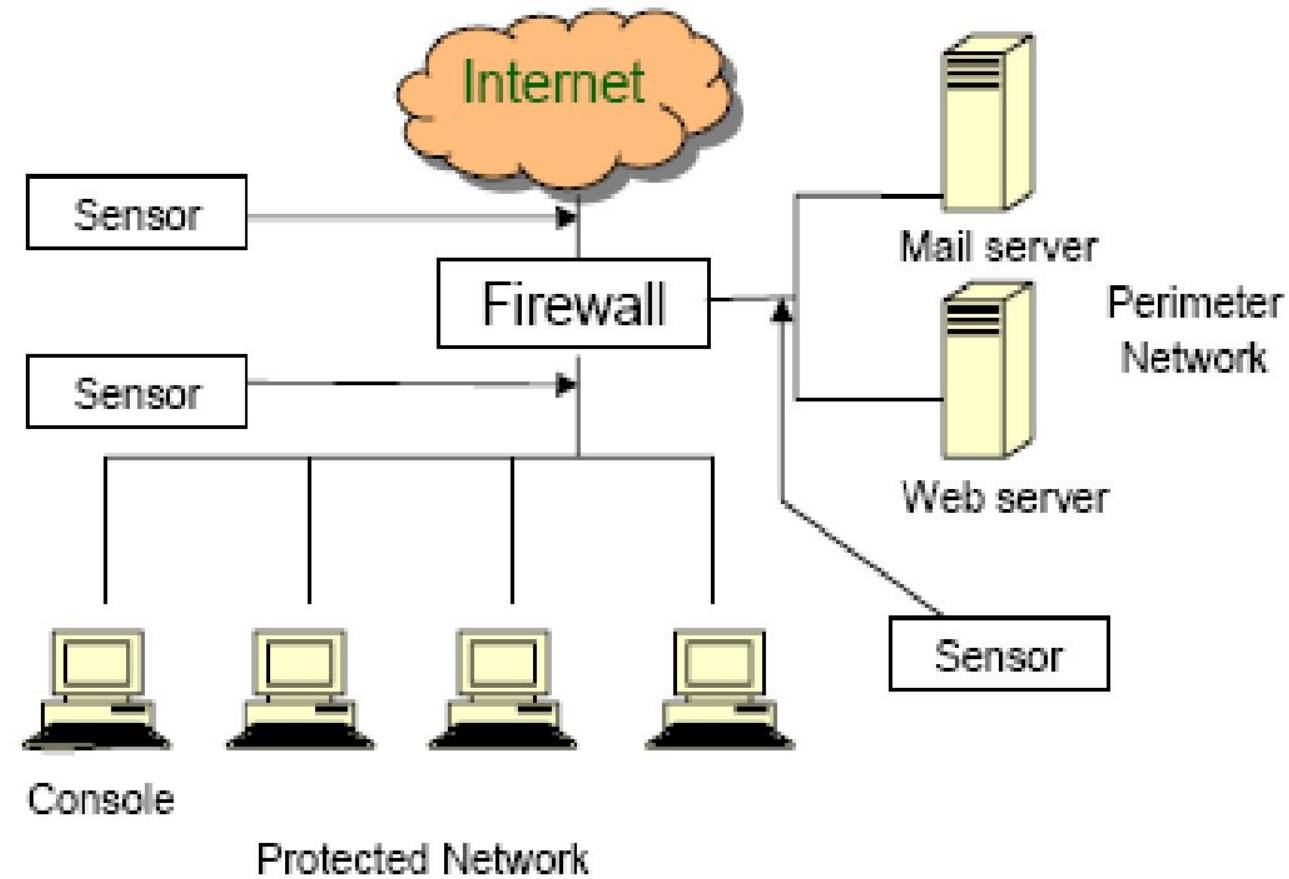 Internet
Sensor
Mail server
Firewall
Perimeter
Network
Sensor
Web server
Sensor
Console
Protected Network